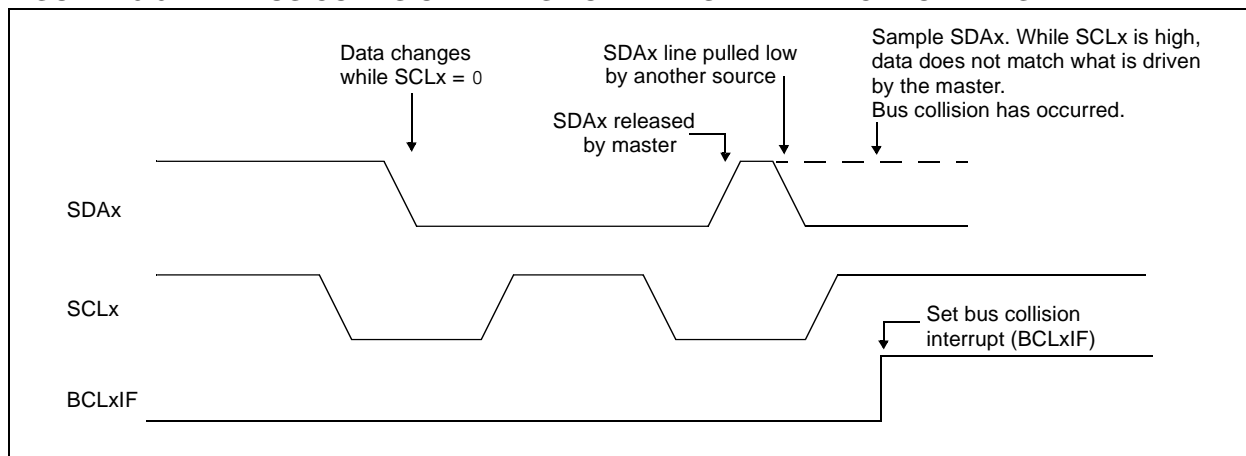 Data changes
while SCLx = 0
SDAx line pulled low
by another source
Sample SDAx. While SCLx is high,
data does not match what is driven
by the master.
Bus collision has occurred.
SDAx released
by master
SDAx
SCLx
Set bus collision
interrupt (BCLxIF)
BCLxIF